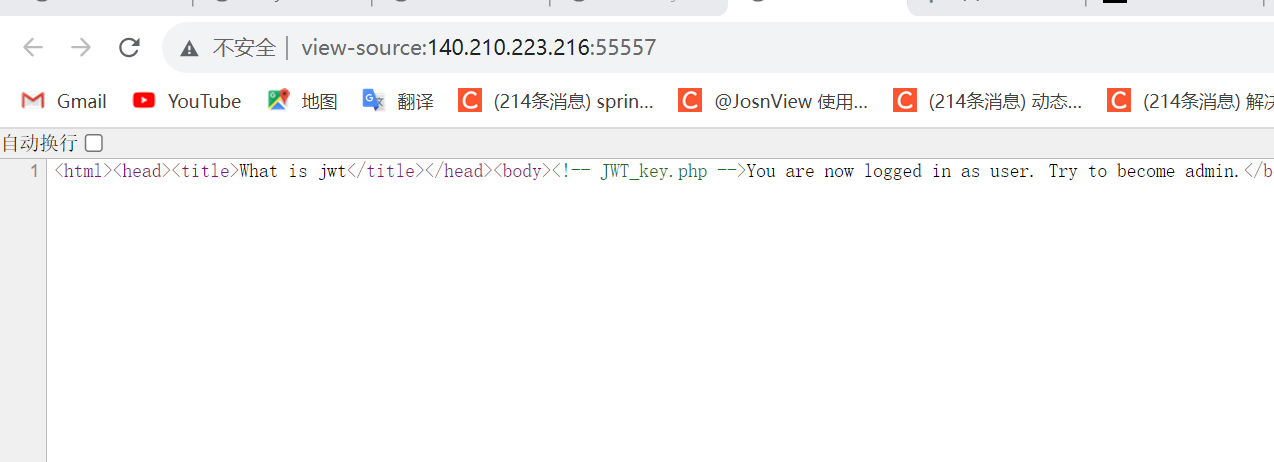 不安全 | view-source:140.210.223.216:55557
Gmail YouTube 地图 翻译 (214条消息) sprin... @JosnView 使用... (214条消息) 动态... (214条消息) 解决
自动换行
1 <html><head><title>What is jwt</title></head><body><!-- JWT_key.php -->You are now logged in as user. Try to become admin.</b